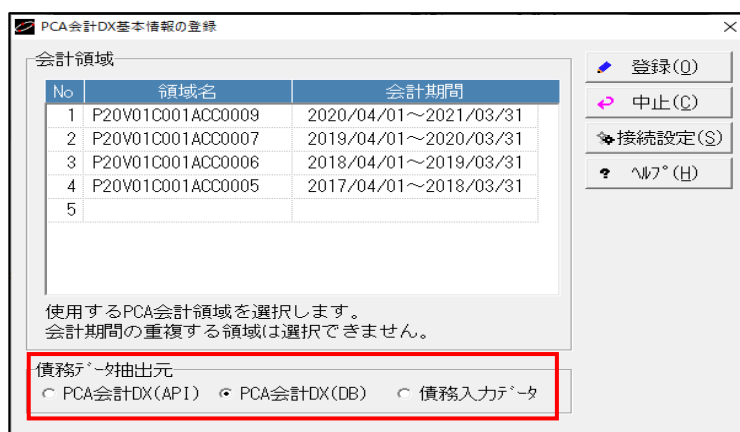 PCA会計DX基本情報の登録
会計領域
No 領域名 会計期間
1 P20V01C001ACC0009 2020/04/01～2021/03/31
2 P20V01C001ACC0007 2019/04/01～2020/03/31
3 P20V01C001ACC0006 2018/04/01～2019/03/31
4 P20V01C001ACC0005 2017/04/01～2018/03/31
5
使用するPCA会計領域を選択します。
会計期間の重複する領域は選択できません。
登録(O)
中止(C)
接続設定(S)
ﾍﾙﾌﾟ(H)
債務ﾃﾞｰﾀ抽出元
PCA会計DX(API) PCA会計DX(DB) 債務入力ﾃﾞｰﾀ